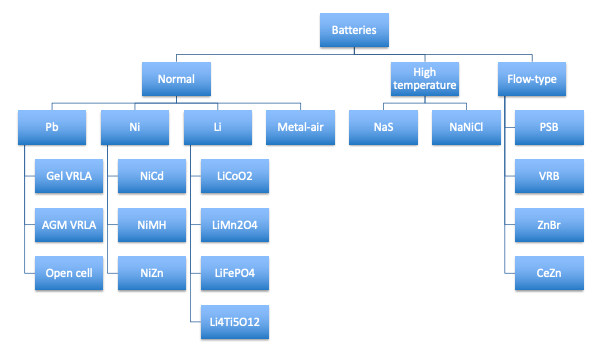 Batteries
Normal
High
temperature
Flow-type
Pb
Ni
Li
Metal-air
NaS
NaNiCl
PSB
Gel VRLA
NiCd
LiCoO2
VRB
AGM VRLA
NiMH
LiMn2O4
ZnBr
Open cell
NiZn
LiFePO4
CeZn
Li4Ti5O12